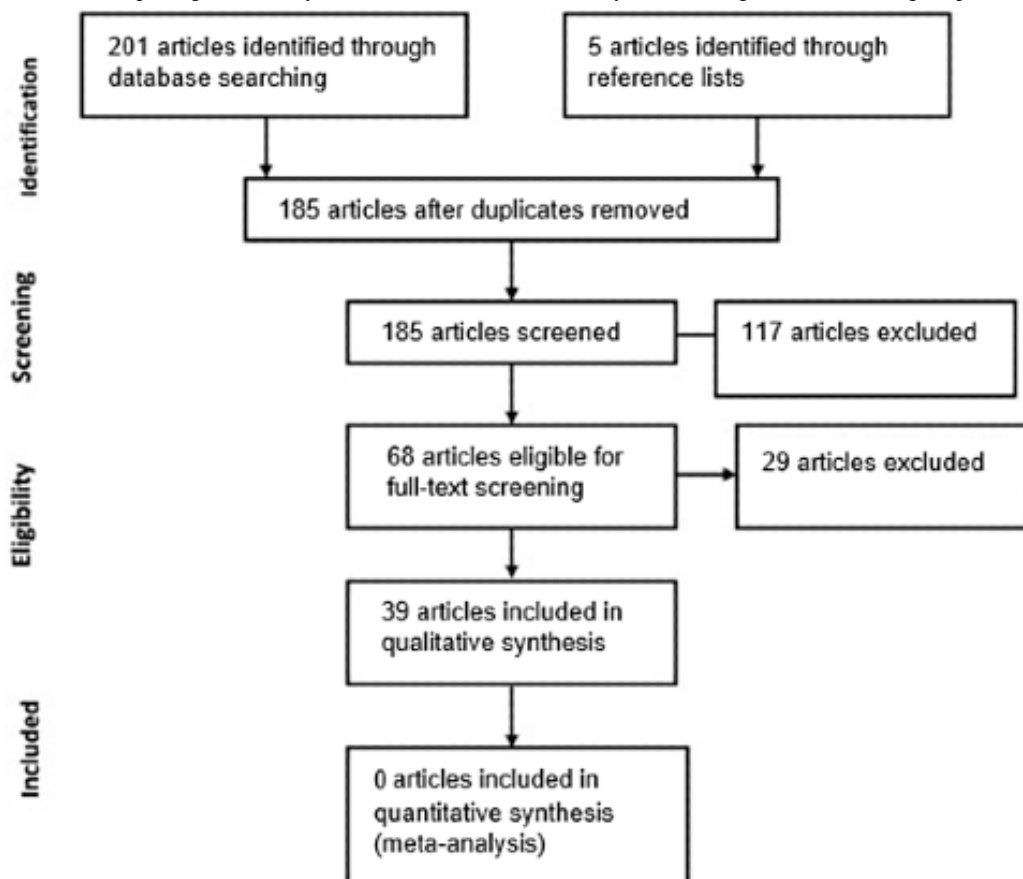 201 articles identified through
database searching
5 articles identified through
reference lists
Identification
185 articles after duplicates removed
Screening
185 articles screened
117 articles excluded
Eligibility
68 articles eligible for
full-text screening
29 articles excluded
39 articles included in
qualitative synthesis
Included
0 articles included in
quantitative synthesis
(meta-analysis)